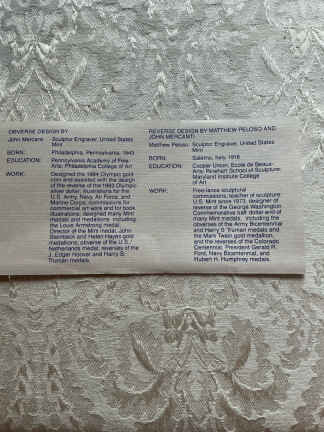 OBVERSE DESIGN BY
John Mercanti Sculptor Engraver, United States
Mint
BORN: Philadelphia, Pennsylvania, 1943
EDUCATION: Pennsylvania Academy of Fine
Arts; Philadelphia College of Art
WORK: Designed the 1984 Olympic gold
coin and assisted with the design
of the reverse of the 1983 Olympic
silver dollar; illustrations for the
U.S. Army, Navy, Air Force, and
Marine Corps; commissions for
commercial art work and for book
illustrations; designed many Mint
medals and medallions including
the Louis Armstrong medal,
Director of the Mint medal, John
Steinbeck and Helen Hayes gold
medallions, obverse of the U.S./
Netherlands medal, reverses of the
J. Edgar Hoover and Harry S.
Truman medals.
REVERSE DESIGN BY MATTHEW PELOSO AND
JOHN MERCANTI
Matthew Peloso Sculptor Engraver, United States
Mint
BORN: Salerno, Italy
EDUCATION: Cooper Union; Ecole de Beaux-
Arts; Rinehart School of Sculpture;
Maryland Institute College
of Art
WORK: Free-lance sculptural
commissions; teacher of sculpture;
U.S. Mint since 1973; designer of
reverse of the George Washington
Commemorative half dollar and of
many Mint medals, including the
obverses of the Army Bicentennial
and Harry S Truman medals and
the Mark Twain gold medallion,
and the reverses of the Colorado
Centennial, President Gerald R.
Ford, Navy Bicentennial, and
Hubert H. Humphrey medals.